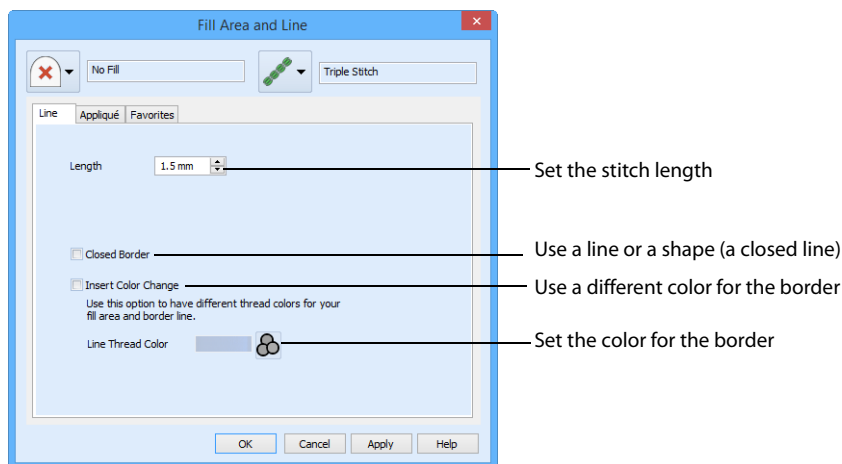 Fill Area and Line
No Fill
Triple Stitch
Line Appliqué Favorites
Length 1.5 mm
Set the stitch length
Closed Border
Use a line or a shape (a closed line)
Insert Color Change
Use a different color for the border
Use this option to have different thread colors for your
fill area and border line.
Line Thread Color
Set the color for the border
OK Cancel Apply Help